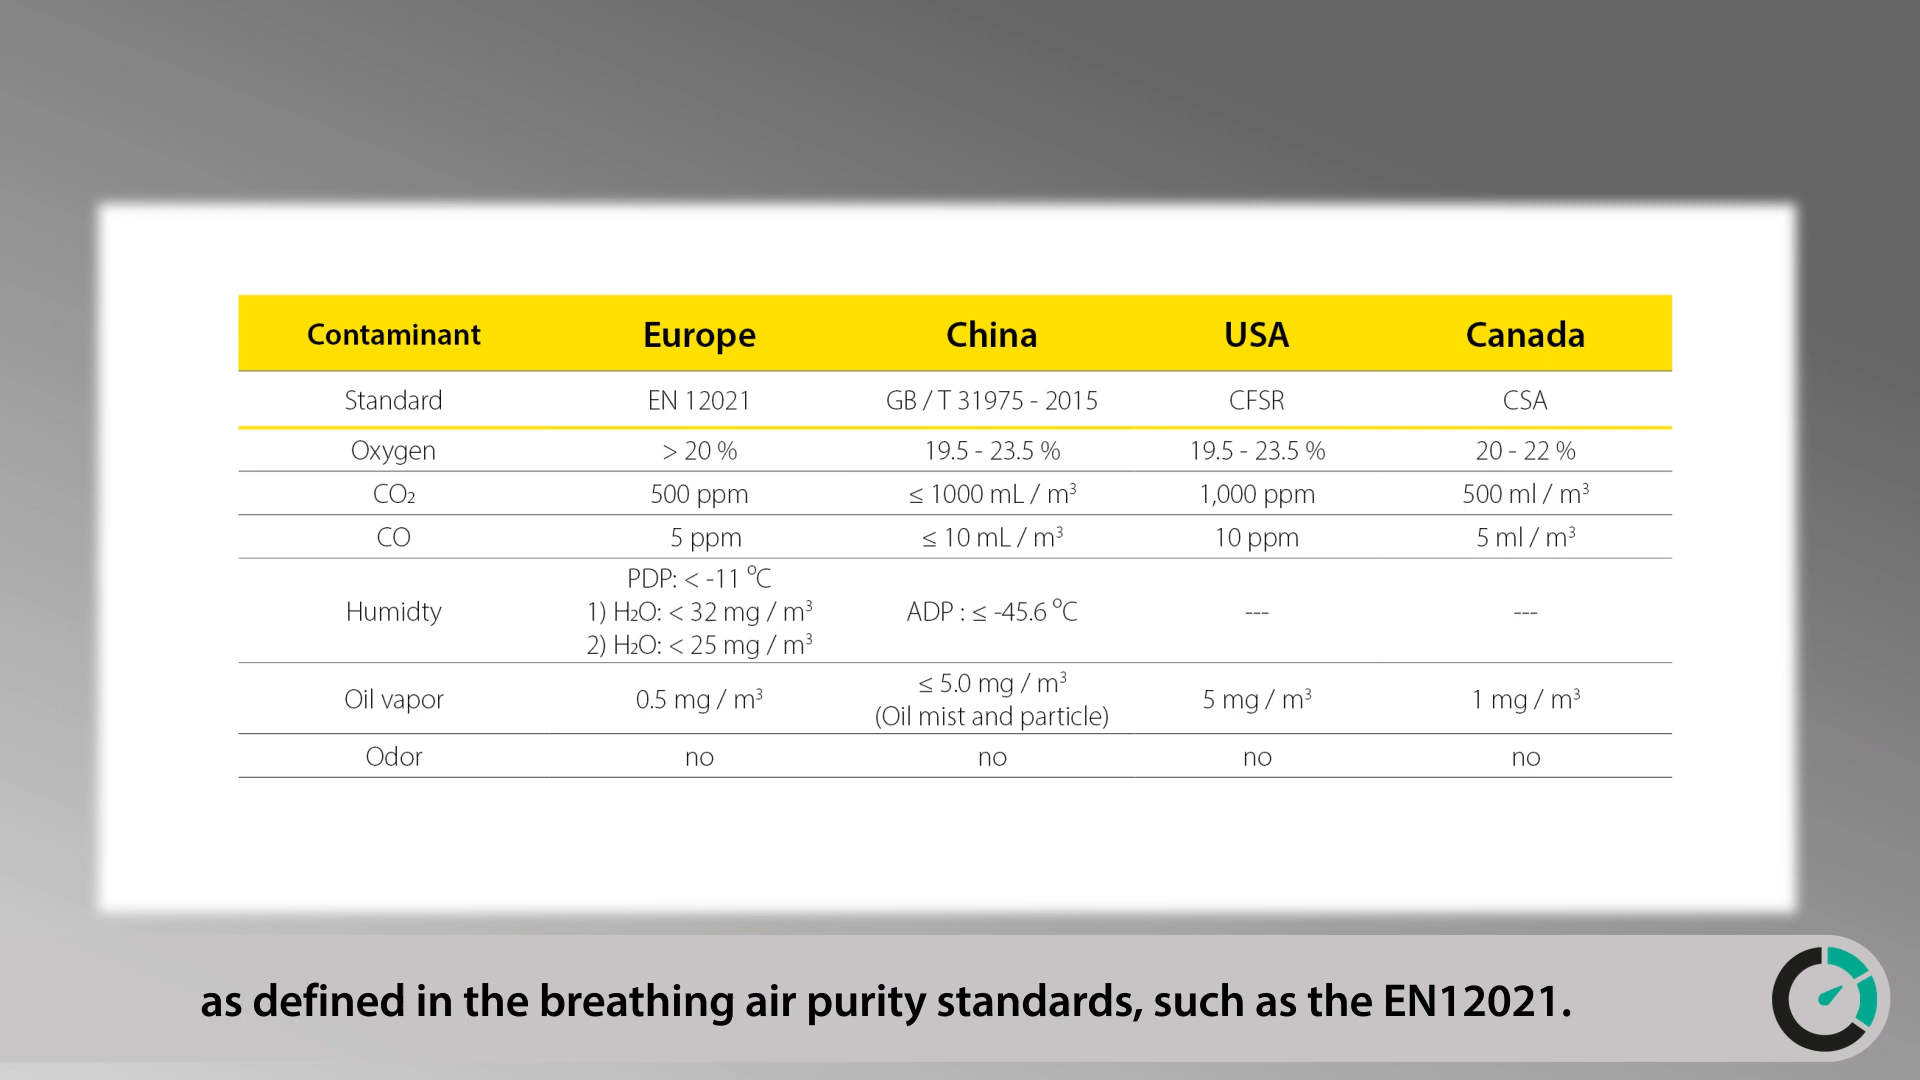 Contaminant Europe China USA Canada
Standard EN 12021 GB / T 31975 - 2015 CFSR CSA
Oxygen > 20 % 19.5 - 23.5 % 19.5 - 23.5 % 20 - 22 %
CO₂ 500 ppm ≤ 1000 mL / m³ 1,000 ppm 500 ml / m³
CO 5 ppm ≤ 10 mL / m³ 10 ppm 5 ml / m³
PDP: < -11 °C
Humidty 1) H₂O: < 32 mg / m³ ADP : ≤ -45.6 °C --- ---
2) H₂O: < 25 mg / m³
≤ 5.0 mg / m³
Oil vapor 0.5 mg / m³ 5 mg / m³ 1 mg / m³
(Oil mist and particle)
Odor no no no no
as defined in the breathing air purity standards, such as the EN12021.